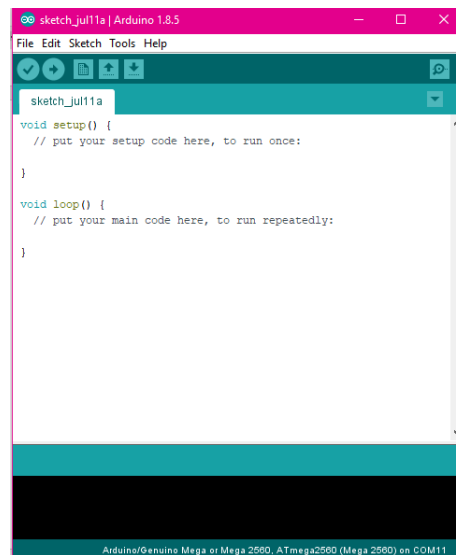 sketch_jul11a | Arduino 1.8.5
File Edit Sketch Tools Help
sketch_jul11a
void setup() {
  // put your setup code here, to run once:
}
void loop() {
  // put your main code here, to run repeatedly:
}
Arduino/Genuino Mega or Mega 2560, ATmega2560 (Mega 2560) on COM11